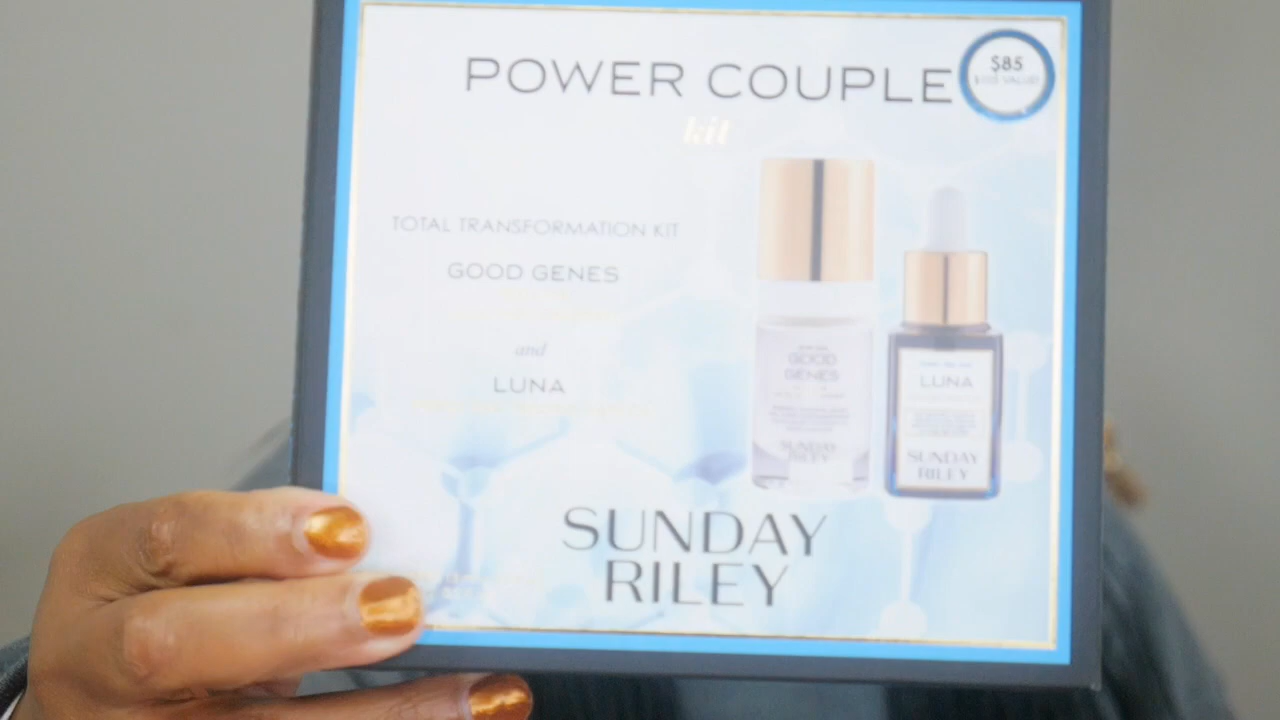 POWER COUPLE
kit
$85
TOTAL TRANSFORMATION KIT
GOOD GENES
and
LUNA
GOOD
GENES
SUNDAY
RILEY
LUNA
SUNDAY
RILEY
SUNDAY
RILEY